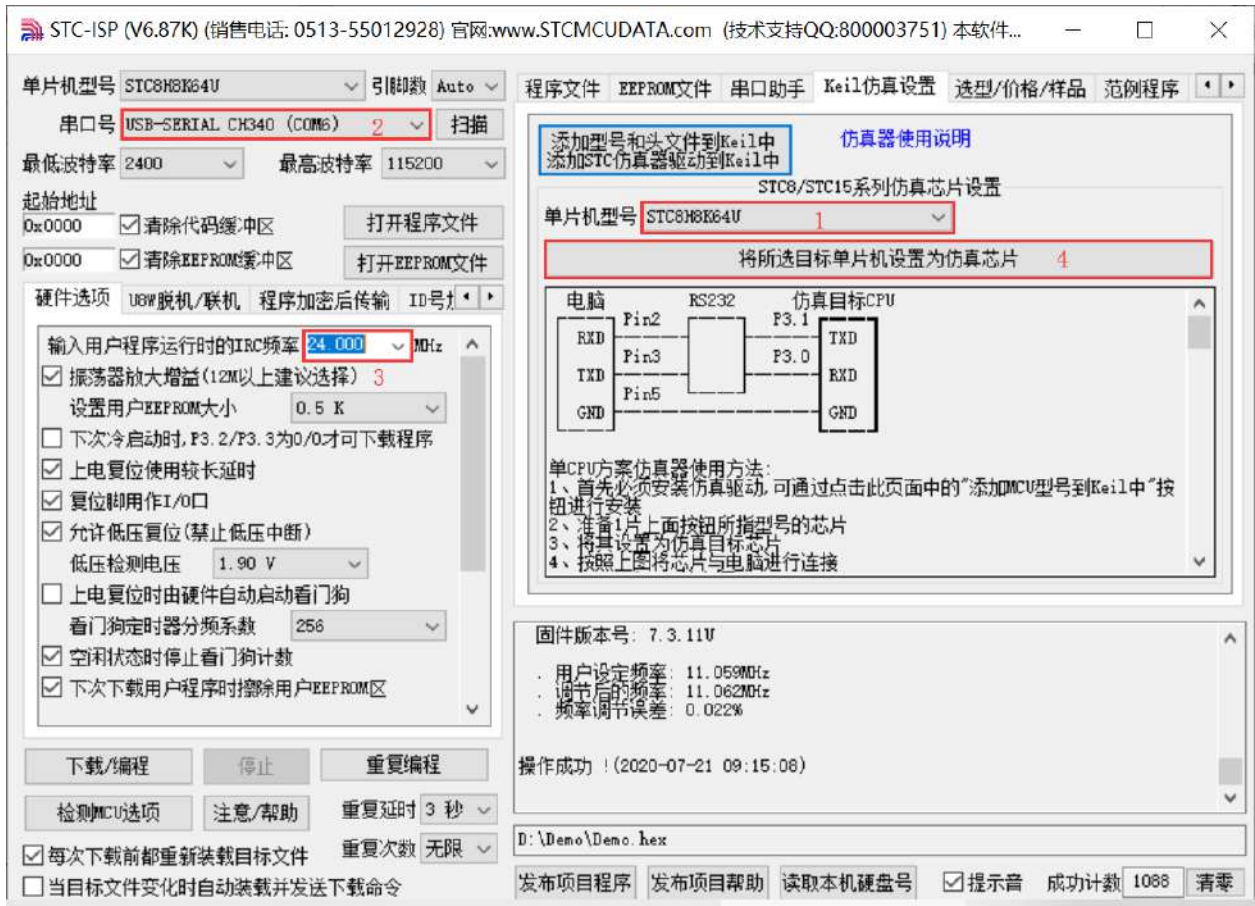 STC-ISP (V6.87K) (销售电话: 0513-55012928) 官网:www.STCMCUDATA.com (技术支持QQ:800003751) 本软件...
单片机型号 STC8H8K64U 引脚数 Auto
串口号 USB-SERIAL CH340 (COM6) 2 扫描
最低波特率 2400 最高波特率 115200
起始地址
0x0000 清除代码缓冲区 打开程序文件
0x0000 清除EEPROM缓冲区 打开EEPROM文件
硬件选项 U8W脱机/联机 程序加密后传输 ID号
输入用户程序运行时的IRC频率 24.000 MHz
振荡器放大增益(12M以上建议选择) 3
设置用户EEPROM大小 0.5 K
下次冷启动时,P3.2/P3.3为0/0才可下载程序
上电复位使用较长延时
复位脚用作I/O口
允许低压复位(禁止低压中断)
低压检测电压 1.90 V
上电复位时由硬件自动启动看门狗
看门狗定时器分频系数 256
空闲状态时停止看门狗计数
下次下载用户程序时擦除用户EEPROM区
下载/编程 停止 重复编程
检测MCU选项 注意/帮助 重复延时 3 秒
每次下载前都重新装载目标文件 重复次数 无限
当目标文件变化时自动装载并发送下载命令
程序文件 EEPROM文件 串口助手 Keil仿真设置 选型/价格/样品 范例程序
添加型号和头文件到Keil中
添加STC仿真器驱动到Keil中
仿真器使用说明
STC8/STC15系列仿真芯片设置
单片机型号 STC8H8K64U 1
将所选目标单片机设置为仿真芯片 4
电脑 RS232 仿真目标CPU
Pin2 P3.1
RXD TXD
Pin3 P3.0
TXD RXD
Pin5
GND GND
单CPU方案仿真器使用方法:
1、首先必须安装仿真驱动,可通过点击此页面中的"添加MCU型号到Keil中"按
钮进行安装
2、准备1片上面按钮所指型号的芯片
3、将其设置为仿真目标芯片
4、按照上图将芯片与电脑进行连接
固件版本号: 7.3.11U
. 用户设定频率: 11.059MHz
. 调节后的频率: 11.062MHz
. 频率调节误差: 0.022%
操作成功 !(2020-07-21 09:15:08)
D:\Demo\Demo.hex
发布项目程序 发布项目帮助 读取本机硬盘号 提示音 成功计数 1088 清零